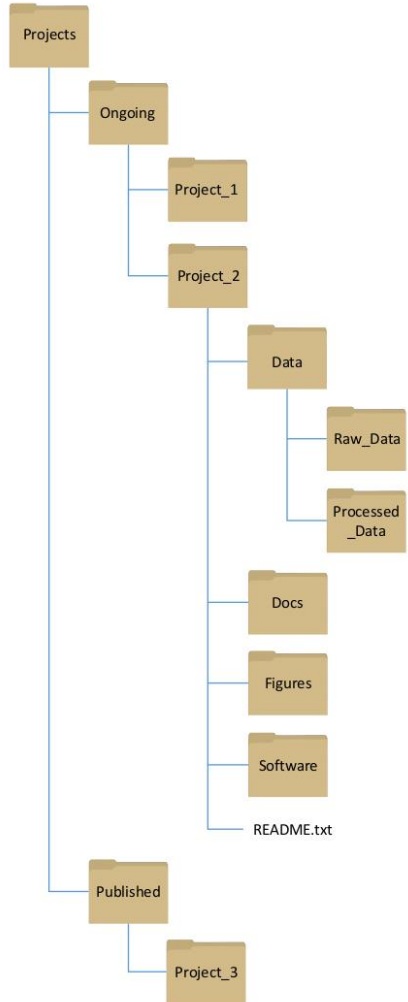 Projects
Ongoing
Project_1
Project_2
Data
Raw_Data
Processed
_Data
Docs
Figures
Software
README.txt
Published
Project_3